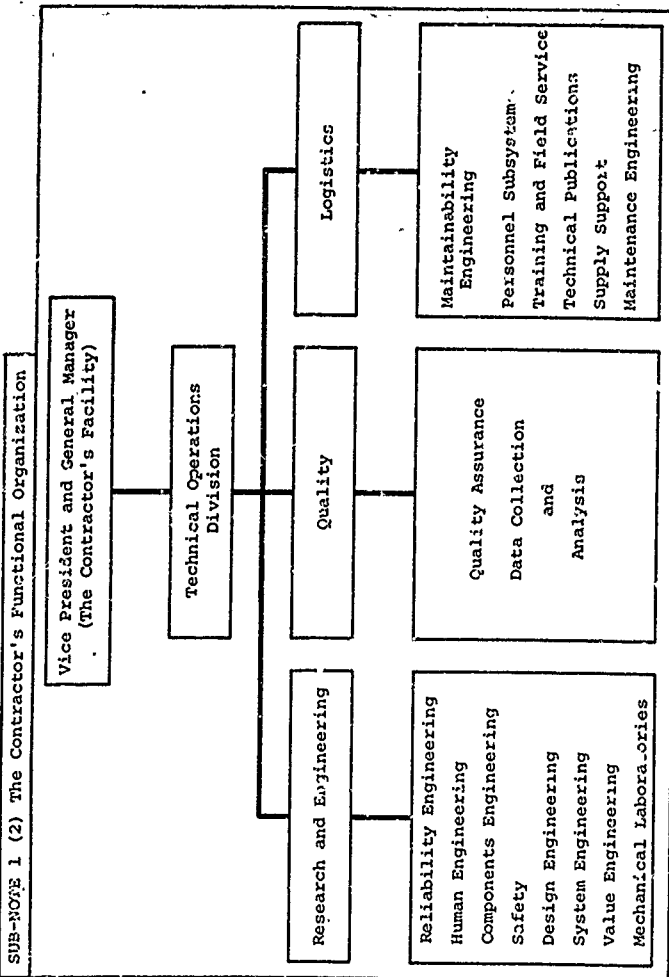 SUB-NOTE 1 (2) The Contractor's Functional Organization
Vice President and General Manager
(The Contractor's Facility)
Technical Operations
Division
Research and Engineering
Quality
Logistics
Reliability Engineering
Human Engineering
Components Engineering
Safety
Design Engineering
System Engineering
Value Engineering
Mechanical Laboratories
Quality Assurance
Data Collection
and
Analysis
Maintainability
Engineering
Personnel Subsystem
Training and Field Service
Technical Publications
Supply Support
Maintenance Engineering